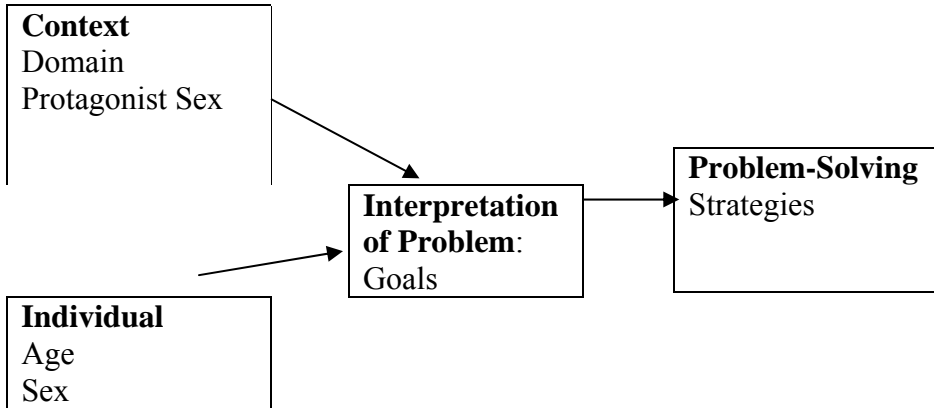 Context
Domain
Protagonist Sex
Problem-Solving
Strategies
Interpretation
of Problem:
Goals
Individual
Age
Sex